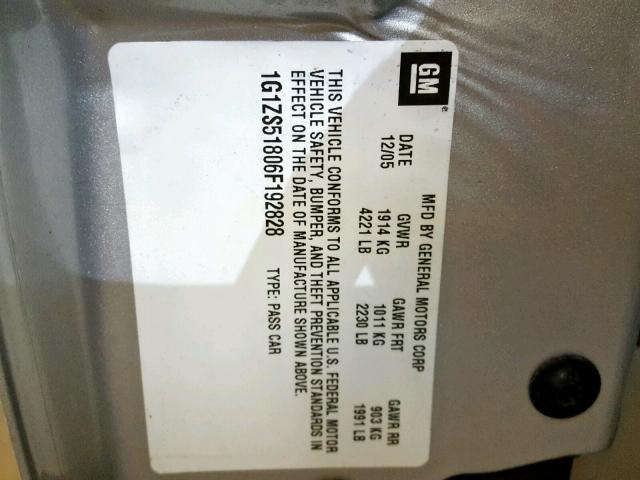 GM®
MFD BY GENERAL MOTORS CORP
DATE GVWR GAWR FRT GAWR RR
12/05 1914 KG 1011 KG 903 KG
4221 LB 2230 LB 1991 LB
THIS VEHICLE CONFORMS TO ALL APPLICABLE U.S. FEDERAL MOTOR
VEHICLE SAFETY, BUMPER, AND THEFT PREVENTION STANDARDS IN
EFFECT ON THE DATE OF MANUFACTURE SHOWN ABOVE.
1G1ZS51806F192828 TYPE: PASS CAR